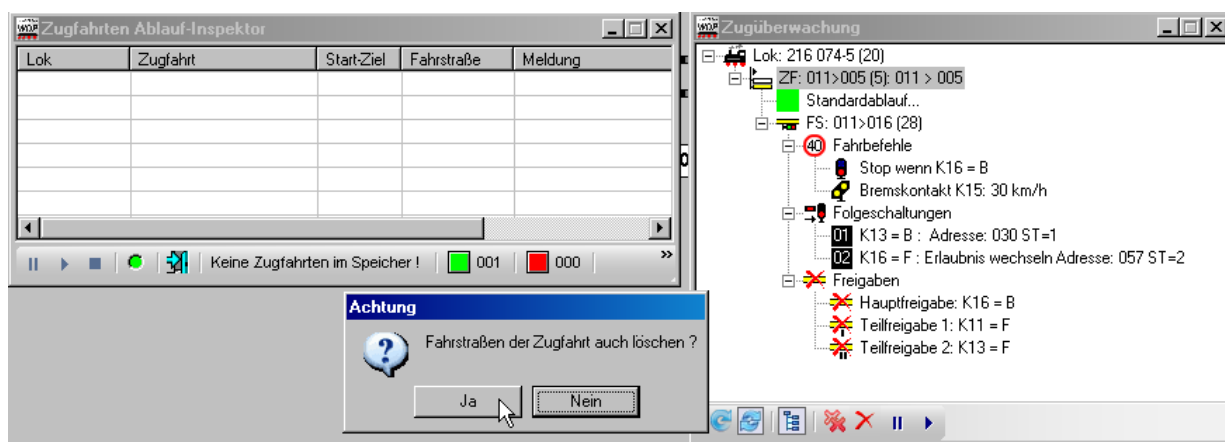 Zugfahrten Ablauf-Inspektor
Lok Zugfahrt Start-Ziel Fahrstraße Meldung
Keine Zugfahrten im Speicher ! 001 000 »
Achtung
Fahrstraßen der Zugfahrt auch löschen ?
Ja Nein
Zugüberwachung
Lok: 216 074-5 (20)
ZF: 011>005 (5): 011 > 005
Standardablauf...
FS: 011>016 (28)
40 Fahrbefehle
Stop wenn K16 = B
Bremskontakt K15: 30 km/h
Folgeschaltungen
01 K13 = B : Adresse: 030 ST=1
02 K16 = F : Erlaubnis wechseln Adresse: 057 ST=2
Freigaben
Hauptfreigabe: K16 = B
Teilfreigabe 1: K11 = F
Teilfreigabe 2: K13 = F